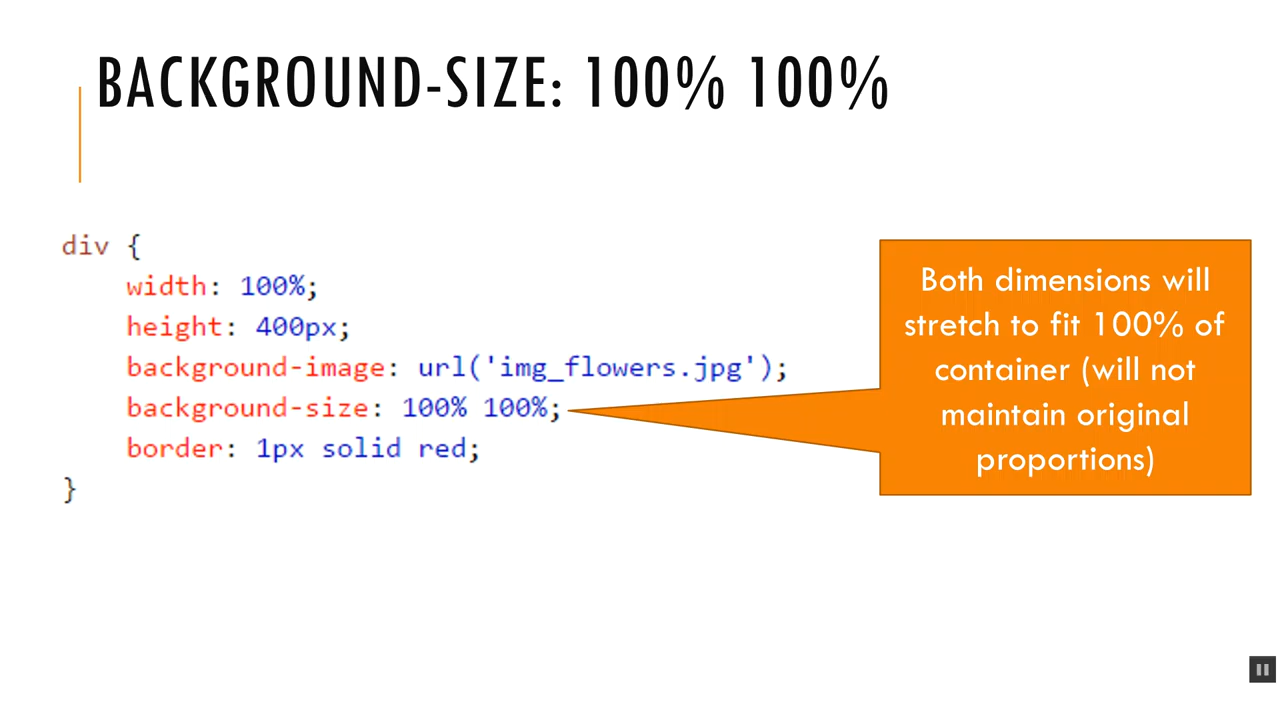 BACKGROUND-SIZE: 100% 100%
div {
    width: 100%;
    height: 400px;
    background-image: url('img_flowers.jpg');
    background-size: 100% 100%;
    border: 1px solid red;
}
Both dimensions will
stretch to fit 100% of
container (will not
maintain original
proportions)